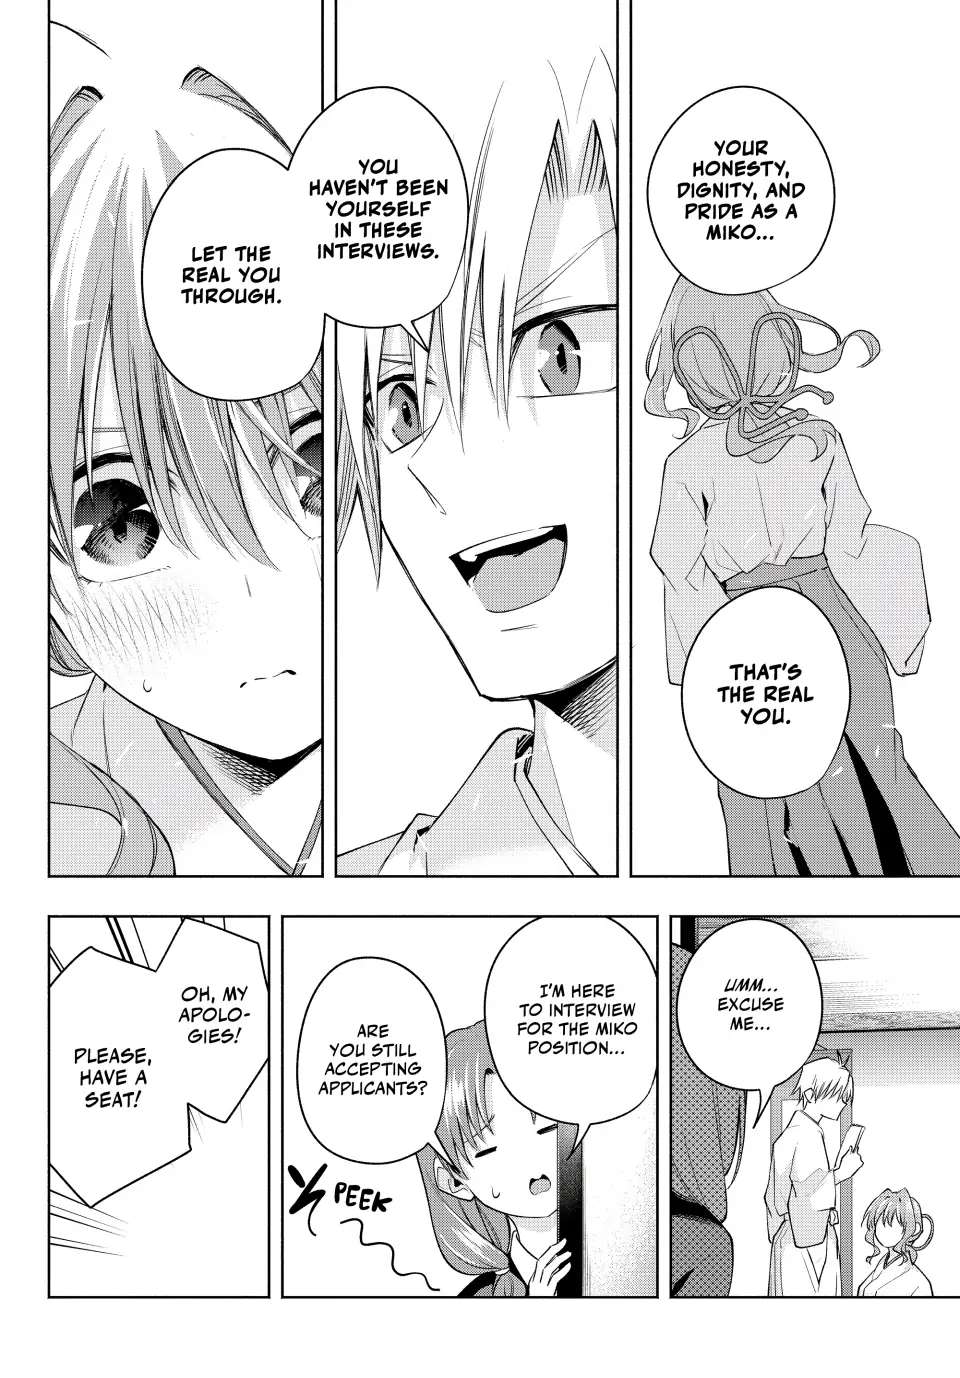 YOUR
HONESTY,
DIGNITY, AND
PRIDE AS A
MIKO...
THAT'S
THE REAL
YOU.
YOU
HAVEN'T BEEN
YOURSELF
IN THESE
INTERVIEWS.
LET THE
REAL YOU
THROUGH.
UMM...
EXCUSE
ME...
I'M HERE
TO INTERVIEW
FOR THE MIKO
POSITION...
ARE
YOU STILL
ACCEPTING
APPLICANTS?
PEEK
OH, MY
APOLO-
GIES!
PLEASE,
HAVE A
SEAT!